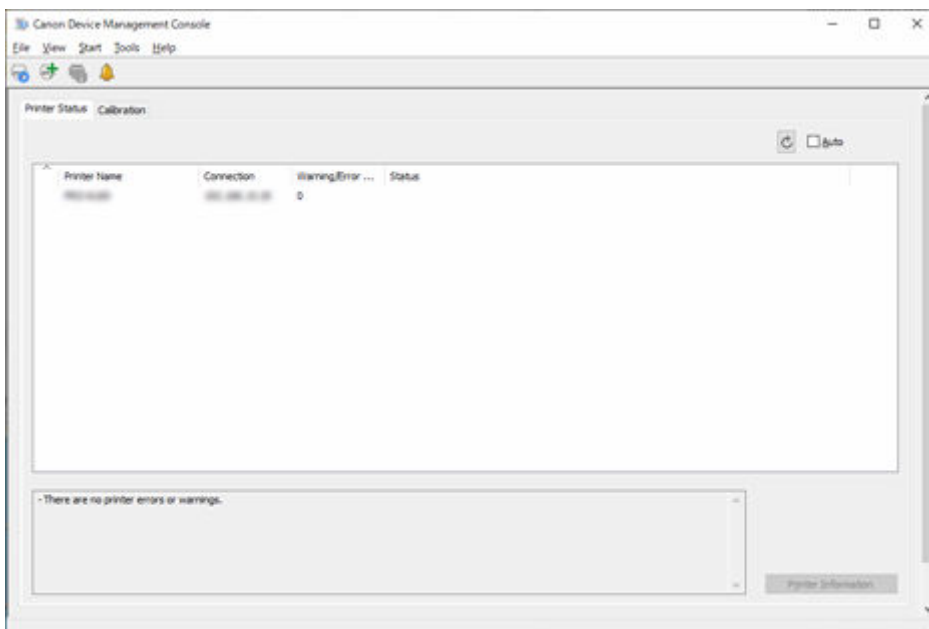 Canon Device Management Console
File View Start Tools Help
Printer Status Calibration
Auto
Printer Name Connection Warning/Error ... Status
0
- There are no printer errors or warnings.
Printer Information